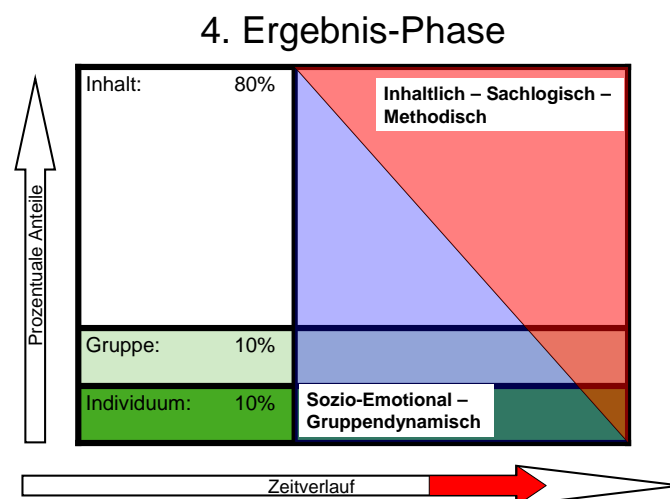 4. Ergebnis-Phase
Inhalt: 80%
Inhaltlich – Sachlogisch –
Methodisch
Prozentuale Anteile
Gruppe: 10%
Individuum: 10%
Sozio-Emotional –
Gruppendynamisch
Zeitverlauf